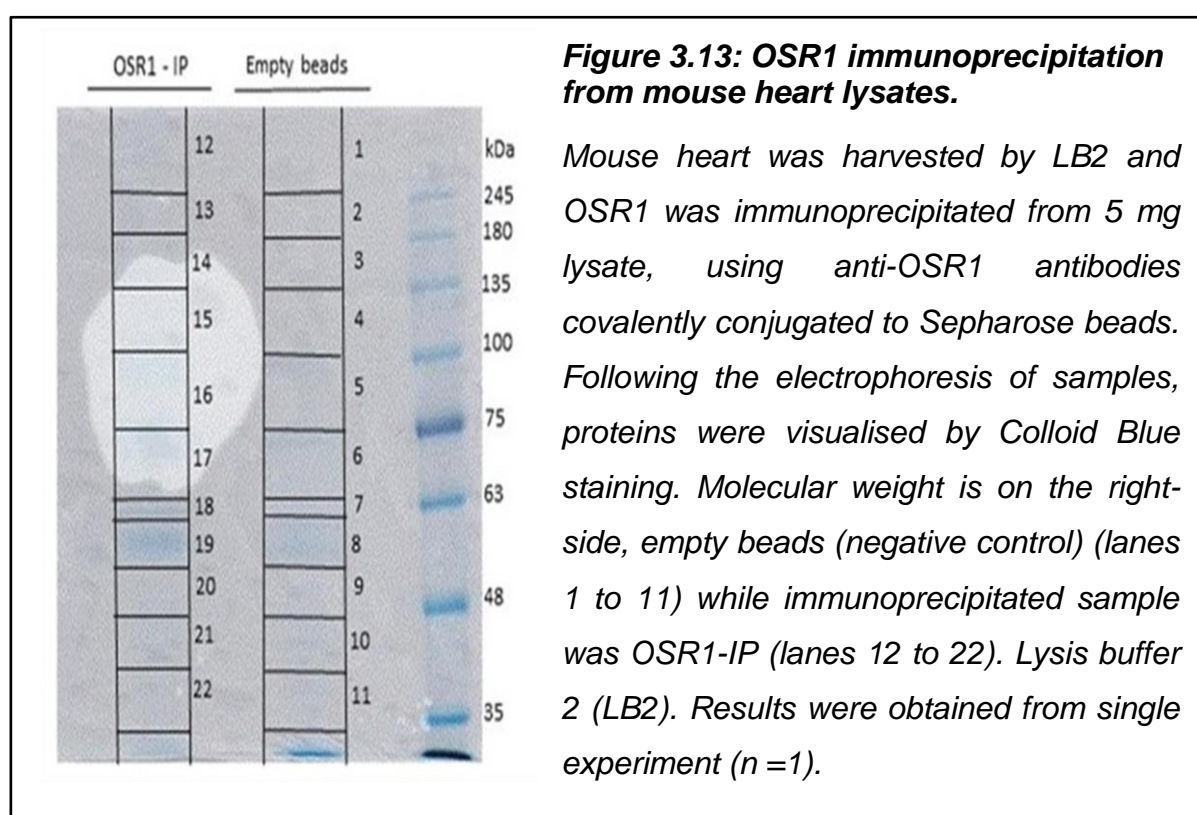 OSR1 - IP
Empty beads
12
13
14
15
16
17
18
19
20
21
22
1
2
3
4
5
6
7
8
9
10
11
kDa
245
180
135
100
75
63
48
35
Figure 3.13: OSR1 immunoprecipitation
from mouse heart lysates.
Mouse heart was harvested by LB2 and
OSR1 was immunoprecipitated from 5 mg
lysate, using anti-OSR1 antibodies
covalently conjugated to Sepharose beads.
Following the electrophoresis of samples,
proteins were visualised by Colloid Blue
staining. Molecular weight is on the right-
side, empty beads (negative control) (lanes
1 to 11) while immunoprecipitated sample
was OSR1-IP (lanes 12 to 22). Lysis buffer
2 (LB2). Results were obtained from single
experiment (n =1).